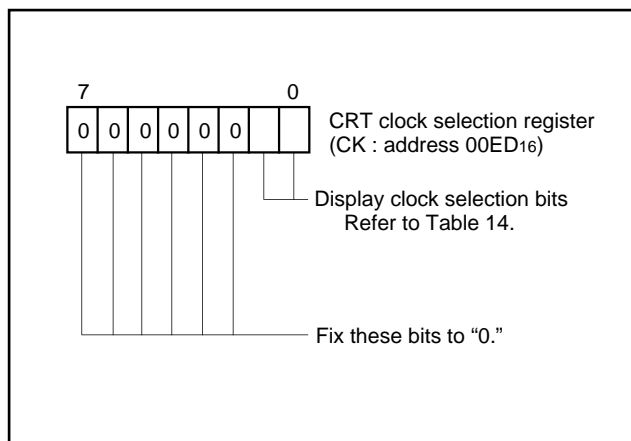 7 0
0 0 0 0 0 0
CRT clock selection register
(CK : address 00ED16)
Display clock selection bits
Refer to Table 14.
Fix these bits to “0.”